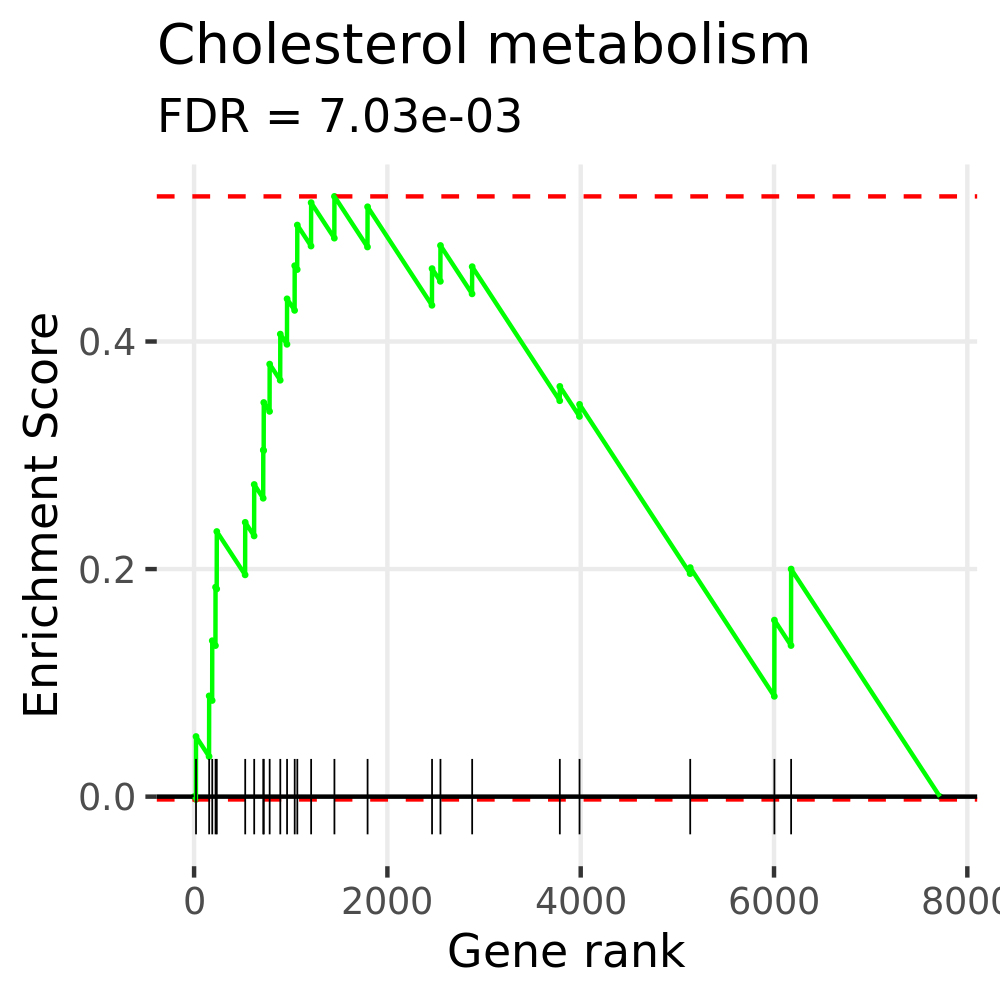 Cholesterol metabolism
FDR = 7.03e-03
Enrichment Score
0.4
0.2
0.0
0
2000
4000
6000
8000
Gene rank